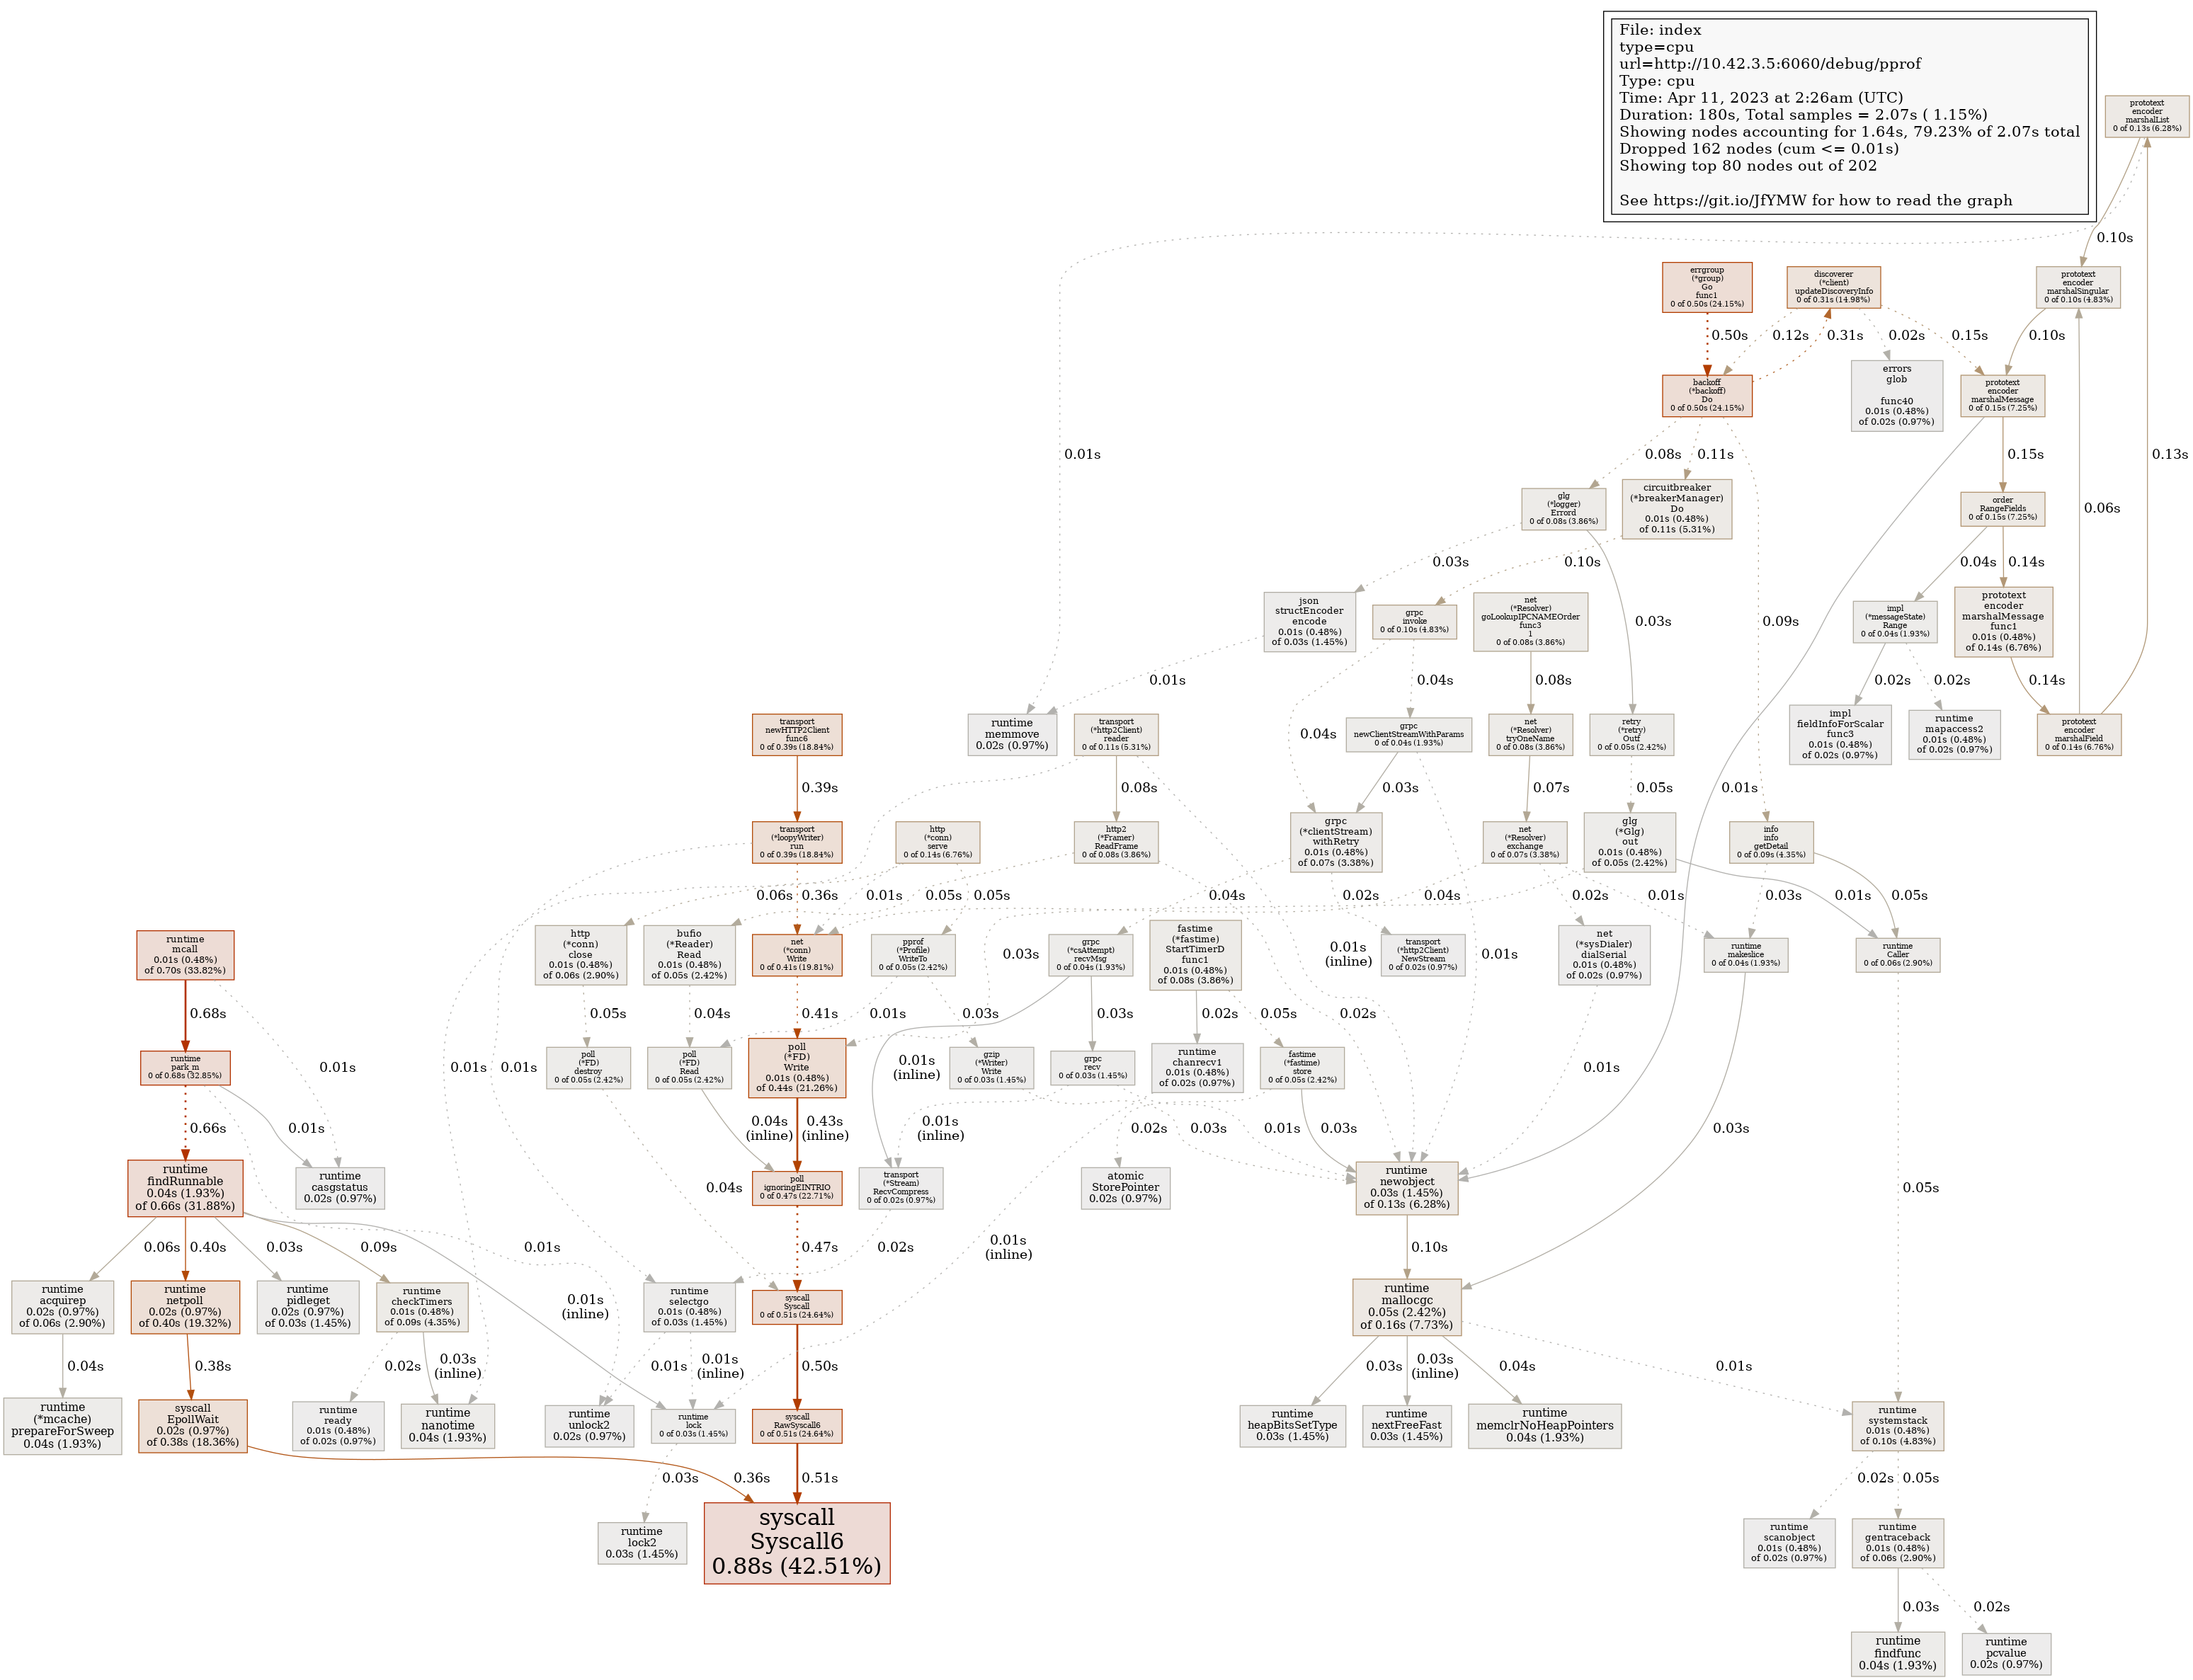 File: index
type=cpu
url=http://10.42.3.5:6060/debug/pprof
Type: cpu
Time: Apr 11, 2023 at 2:26am (UTC)
Duration: 180s, Total samples = 2.07s ( 1.15%)
Showing nodes accounting for 1.64s, 79.23% of 2.07s total
Dropped 162 nodes (cum <= 0.01s)
Showing top 80 nodes out of 202
See https://git.io/JfYMW for how to read the graph
prototext
encoder
marshalList
0 of 0.13s (6.28%)
0.10s
errgroup
(*group)
Go
func1
0 of 0.50s (24.15%)
discoverer
(*client)
updateDiscoveryInfo
0 of 0.31s (14.98%)
prototext
encoder
marshalSingular
0 of 0.10s (4.83%)
0.50s
0.12s
0.31s
0.02s
0.15s
0.10s
backoff
(*backoff)
Do
0 of 0.50s (24.15%)
errors
glob
func40
0.01s (0.48%)
of 0.02s (0.97%)
prototext
encoder
marshalMessage
0 of 0.15s (7.25%)
0.01s
0.08s
0.11s
0.15s
0.13s
glg
(*logger)
Errord
0 of 0.08s (3.86%)
circuitbreaker
(*breakerManager)
Do
0.01s (0.48%)
of 0.11s (5.31%)
order
RangeFields
0 of 0.15s (7.25%)
0.06s
0.03s
0.10s
0.04s
0.14s
json
structEncoder
encode
0.01s (0.48%)
of 0.03s (1.45%)
grpc
invoke
0 of 0.10s (4.83%)
net
(*Resolver)
goLookupIPCNAMEOrder
func3
1
0 of 0.08s (3.86%)
0.03s
0.09s
impl
(*messageState)
Range
0 of 0.04s (1.93%)
prototext
encoder
marshalMessage
func1
0.01s (0.48%)
of 0.14s (6.76%)
0.01s
0.04s
0.08s
0.02s
0.02s
0.14s
transport
newHTTP2Client
func6
0 of 0.39s (18.84%)
runtime
memmove
0.02s (0.97%)
transport
(*http2Client)
reader
0 of 0.11s (5.31%)
0.04s
grpc
newClientStreamWithParams
0 of 0.04s (1.93%)
net
(*Resolver)
tryOneName
0 of 0.08s (3.86%)
retry
(*retry)
Outf
0 of 0.05s (2.42%)
impl
fieldInfoForScalar
func3
0.01s (0.48%)
of 0.02s (0.97%)
runtime
mapaccess2
0.01s (0.48%)
of 0.02s (0.97%)
prototext
encoder
marshalField
0 of 0.14s (6.76%)
0.39s
0.08s
0.03s
0.07s
0.05s
0.01s
transport
(*loopyWriter)
run
0 of 0.39s (18.84%)
http
(*conn)
serve
0 of 0.14s (6.76%)
http2
(*Framer)
ReadFrame
0 of 0.08s (3.86%)
grpc
(*clientStream)
withRetry
0.01s (0.48%)
of 0.07s (3.38%)
net
(*Resolver)
exchange
0 of 0.07s (3.38%)
glg
(*Glg)
out
0.01s (0.48%)
of 0.05s (2.42%)
info
info
getDetail
0 of 0.09s (4.35%)
0.06s
0.36s
0.01s
0.05s
0.05s
0.04s
0.02s
0.04s
0.02s
0.01s
0.03s
0.01s
0.05s
runtime
mcall
0.01s (0.48%)
of 0.70s (33.82%)
http
(*conn)
close
0.01s (0.48%)
of 0.06s (2.90%)
bufio
(*Reader)
Read
0.01s (0.48%)
of 0.05s (2.42%)
net
(*conn)
Write
0 of 0.41s (19.81%)
pprof
(*Profile)
WriteTo
0 of 0.05s (2.42%)
0.03s
grpc
(*csAttempt)
recvMsg
0 of 0.04s (1.93%)
fastime
(*fastime)
StartTimerD
func1
0.01s (0.48%)
of 0.08s (3.86%)
0.01s
(inline)
transport
(*http2Client)
NewStream
0 of 0.02s (0.97%)
0.01s
net
(*sysDialer)
dialSerial
0.01s (0.48%)
of 0.02s (0.97%)
runtime
makeslice
0 of 0.04s (1.93%)
runtime
Caller
0 of 0.06s (2.90%)
0.68s
0.05s
0.04s
0.41s
0.01s
0.03s
0.03s
0.02s
0.05s
0.02s
runtime
park m
0 of 0.68s (32.85%)
0.01s
0.01s
0.01s
poll
(*FD)
destroy
0 of 0.05s (2.42%)
poll
(*FD)
Read
0 of 0.05s (2.42%)
poll
(*FD)
Write
0.01s (0.48%)
of 0.44s (21.26%)
0.01s
(inline)
gzip
(*Writer)
Write
0 of 0.03s (1.45%)
grpc
recv
0 of 0.03s (1.45%)
runtime
chanrecv1
0.01s (0.48%)
of 0.02s (0.97%)
fastime
(*fastime)
store
0 of 0.05s (2.42%)
0.01s
0.66s
0.01s
0.04s
(inline)
0.43s
(inline)
0.01s
(inline)
0.02s
0.03s
0.01s
0.03s
0.03s
runtime
findRunnable
0.04s (1.93%)
of 0.66s (31.88%)
runtime
casgstatus
0.02s (0.97%)
0.04s
poll
ignoringEINTRIO
0 of 0.47s (22.71%)
transport
(*Stream)
RecvCompress
0 of 0.02s (0.97%)
atomic
StorePointer
0.02s (0.97%)
runtime
newobject
0.03s (1.45%)
of 0.13s (6.28%)
0.05s
0.06s
0.40s
0.03s
0.09s
0.01s
0.47s
0.02s
0.01s
(inline)
0.10s
runtime
acquirep
0.02s (0.97%)
of 0.06s (2.90%)
runtime
netpoll
0.02s (0.97%)
of 0.40s (19.32%)
runtime
pidleget
0.02s (0.97%)
of 0.03s (1.45%)
runtime
checkTimers
0.01s (0.48%)
of 0.09s (4.35%)
0.01s
(inline)
runtime
selectgo
0.01s (0.48%)
of 0.03s (1.45%)
syscall
Syscall
0 of 0.51s (24.64%)
runtime
mallocgc
0.05s (2.42%)
of 0.16s (7.73%)
0.04s
0.38s
0.02s
0.03s
(inline)
0.01s
0.01s
(inline)
0.50s
0.03s
0.03s
(inline)
0.04s
0.01s
runtime
(*mcache)
prepareForSweep
0.04s (1.93%)
syscall
EpollWait
0.02s (0.97%)
of 0.38s (18.36%)
runtime
ready
0.01s (0.48%)
of 0.02s (0.97%)
runtime
nanotime
0.04s (1.93%)
runtime
unlock2
0.02s (0.97%)
runtime
lock
0 of 0.03s (1.45%)
syscall
RawSyscall6
0 of 0.51s (24.64%)
runtime
heapBitsSetType
0.03s (1.45%)
runtime
nextFreeFast
0.03s (1.45%)
runtime
memclrNoHeapPointers
0.04s (1.93%)
runtime
systemstack
0.01s (0.48%)
of 0.10s (4.83%)
0.03s
0.36s
0.51s
0.02s
0.05s
runtime
lock2
0.03s (1.45%)
syscall
Syscall6
0.88s (42.51%)
runtime
scanobject
0.01s (0.48%)
of 0.02s (0.97%)
runtime
gentraceback
0.01s (0.48%)
of 0.06s (2.90%)
0.03s
0.02s
runtime
findfunc
0.04s (1.93%)
runtime
pcvalue
0.02s (0.97%)